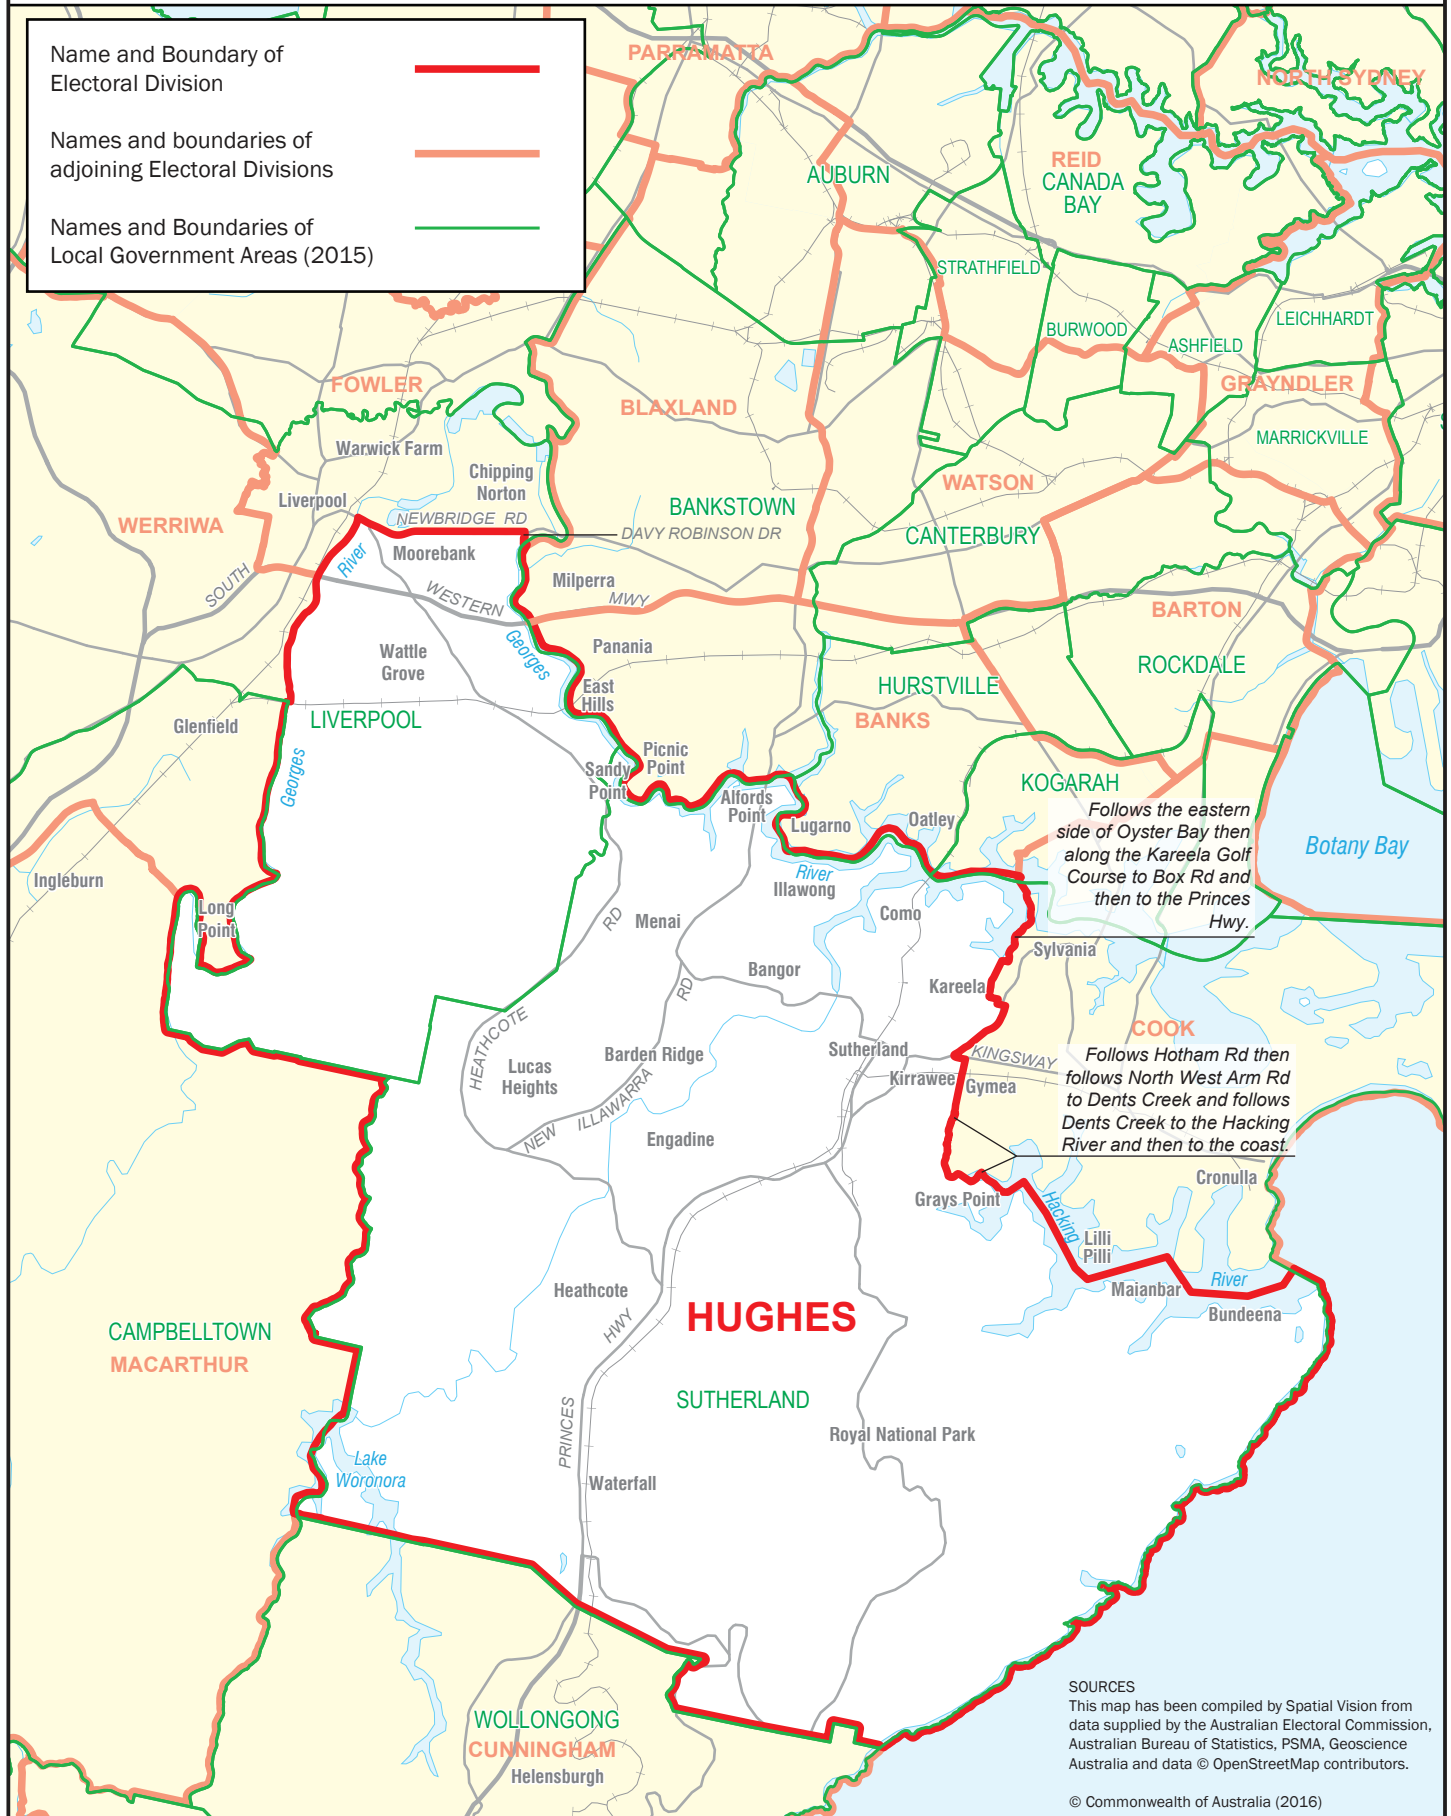 Name and Boundary of
Electoral Division
Names and boundaries of
adjoining Electoral Divisions
Names and Boundaries of
Local Government Areas (2015)
PARRAMATTA
NORTH SYDNEY
REID
CANADA
BAY
AUBURN
STRATHFIELD
BURWOOD
LEICHHARDT
ASHFIELD
FOWLER
GRAYNDLER
BLAXLAND
MARRICKVILLE
Warwick Farm
Chipping
Norton
WATSON
Liverpool
BANKSTOWN
WERRIWA
NEWBRIDGE RD
DAVY ROBINSON DR
CANTERBURY
Moorebank
River
SOUTH
WESTERN
MWY
Milperra
BARTON
Georges
Panania
Wattle
Grove
ROCKDALE
East
Hills
HURSTVILLE
BANKS
LIVERPOOL
Glenfield
Georges
Picnic
Point
Sandy
Point
KOGARAH
Alfords
Point
Lugarno
Oatley
Follows the eastern
side of Oyster Bay then
along the Kareela Golf
Course to Box Rd and
then to the Princes
Hwy.
Botany Bay
River
Illawong
Ingleburn
Long
Point
RD
Menai
Como
Sylvania
Bangor
Kareela
RD
HEATHCOTE
COOK
Sutherland
KINGSWAY
Barden Ridge
Lucas
Heights
Kirrawee
Gymea
Follows Hotham Rd then
follows North West Arm Rd
to Dents Creek and follows
Dents Creek to the Hacking
River and then to the coast.
NEW
ILLAWARRA
Engadine
Cronulla
Grays Point
Hacking
Lilli
Pilli
River
Maianbar
Bundeena
Heathcote
HWY
HUGHES
CAMPBELLTOWN
MACARTHUR
SUTHERLAND
PRINCES
Royal National Park
Lake
Woronora
Waterfall
WOLLONGONG
CUNNINGHAM
Helensburgh
SOURCES
This map has been compiled by Spatial Vision from
data supplied by the Australian Electoral Commission,
Australian Bureau of Statistics, PSMA, Geoscience
Australia and data © OpenStreetMap contributors.
© Commonwealth of Australia (2016)